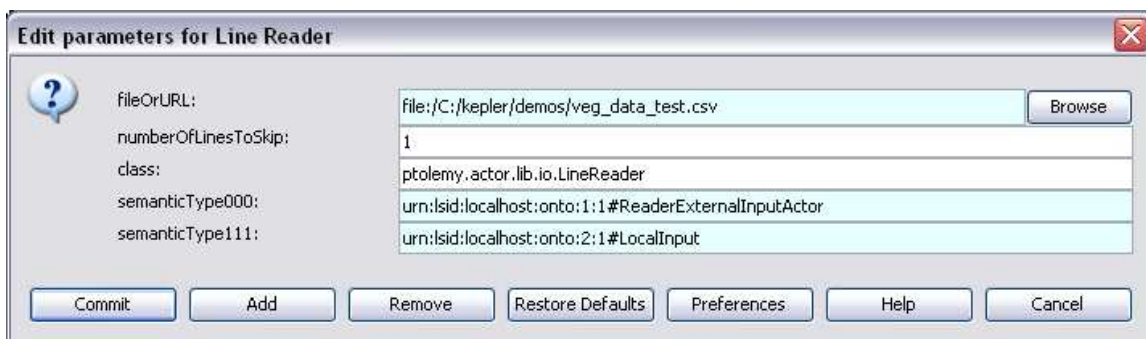 Edit parameters for Line Reader
fileOrURL: file:/C:/kepler/demos/veg_data_test.csv Browse
numberOfLinesToSkip: 1
class: ptolemy.actor.lib.io.LineReader
semanticType000: urn:lsid:localhost:onto:1:1#ReaderExternalInputActor
semanticType111: urn:lsid:localhost:onto:2:1#LocalInput
Commit Add Remove Restore Defaults Preferences Help Cancel